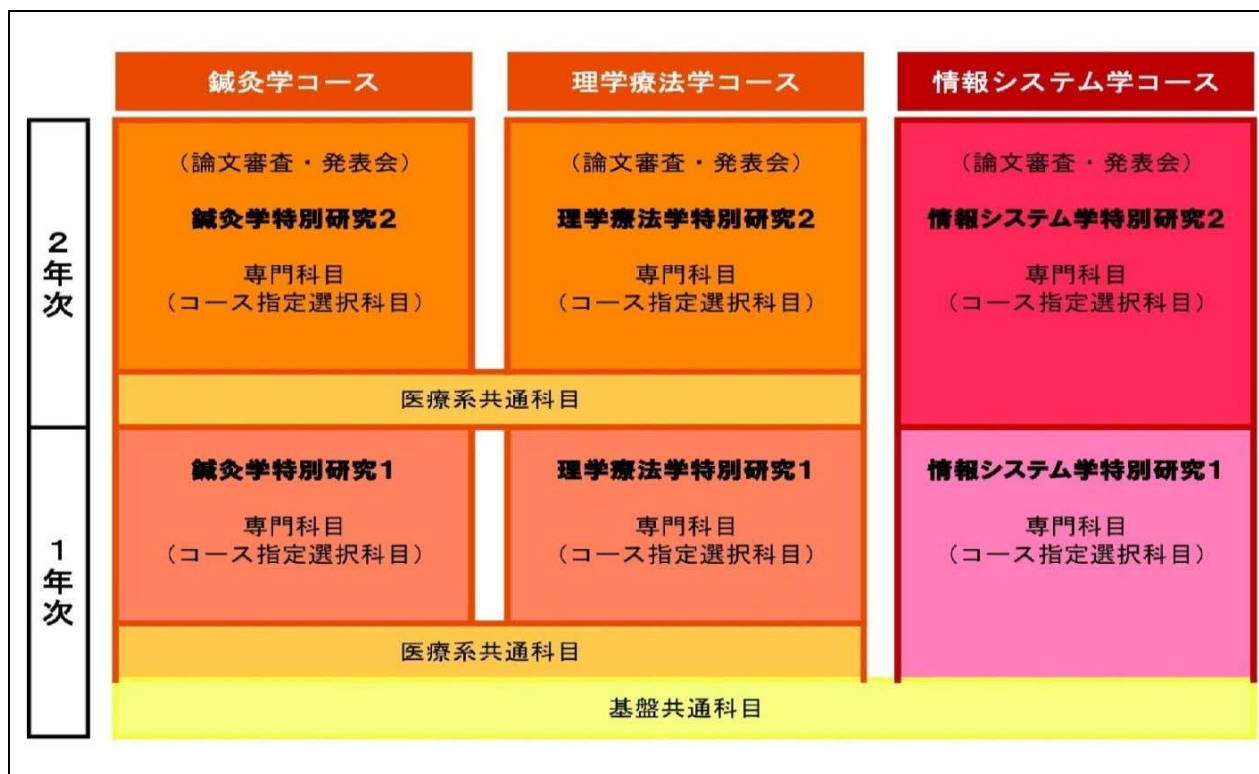 鍼灸学コース
理学療法学コース
情報システム学コース
2年次
（論文審査・発表会）
鍼灸学特別研究2
専門科目
（コース指定選択科目）
（論文審査・発表会）
理学療法学特別研究2
専門科目
（コース指定選択科目）
（論文審査・発表会）
情報システム学特別研究2
専門科目
（コース指定選択科目）
医療系共通科目
1年次
鍼灸学特別研究1
専門科目
（コース指定選択科目）
理学療法学特別研究1
専門科目
（コース指定選択科目）
情報システム学特別研究1
専門科目
（コース指定選択科目）
医療系共通科目
基盤共通科目